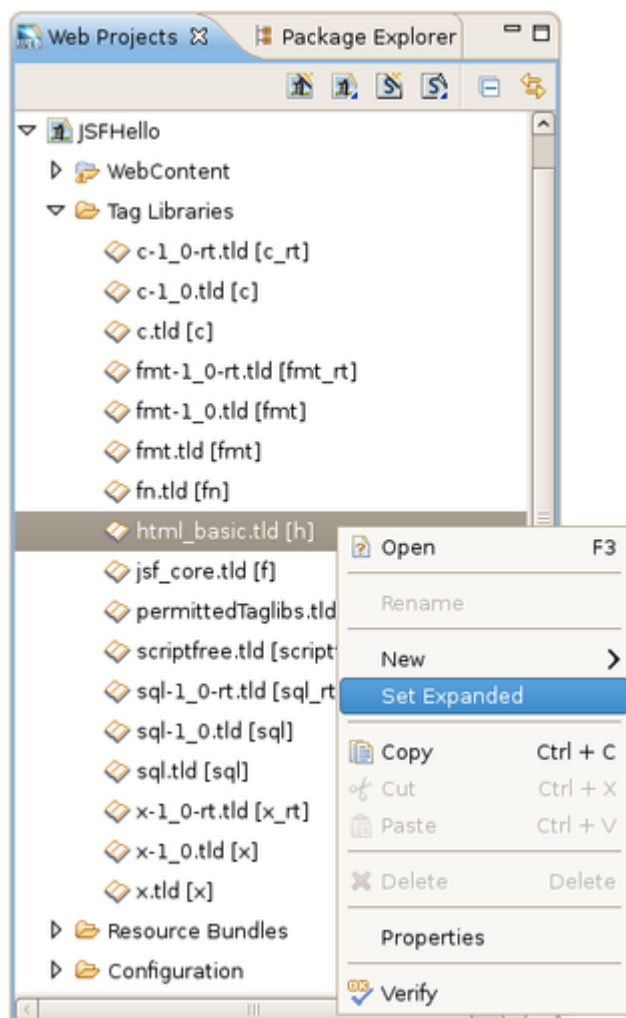 Web Projects Package Explorer
JSFHello
WebContent
Tag Libraries
c-1_0-rt.tld [c_rt]
c-1_0.tld [c]
c.tld [c]
fmt-1_0-rt.tld [fmt_rt]
fmt-1_0.tld [fmt]
fmt.tld [fmt]
fn.tld [fn]
html_basic.tld [h]
jsf_core.tld [f]
permittedTaglibs.tld
scriptfree.tld [script
sql-1_0-rt.tld [sql_rt
sql-1_0.tld [sql]
sql.tld [sql]
x-1_0-rt.tld [x_rt]
x-1_0.tld [x]
x.tld [x]
Resource Bundles
Configuration
Open F3
Rename
New
Set Expanded
Copy Ctrl + C
Cut Ctrl + X
Paste Ctrl + V
Delete Delete
Properties
Verify